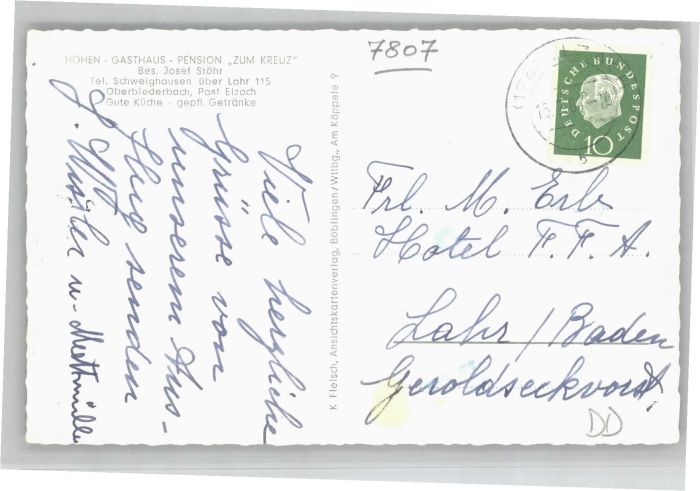 HÖHEN - GASTHAUS - PENSION „ZUM KREUZ"
Bes. Josef Stöhr
Tel. Schweighausen über Lahr 115
Oberbiederbach, Post Elzach
Gute Küche - gepfl. Getränke
Viele herzliche
Grüsse von
unserem Aus-
flug senden
K. Fleisch, Ansichtskartenverlag, Böblingen/Wttbg., Am Käppele 9
7807
DEUTSCHE BUNDESPOST
10
Frl. M. Erb
Hotel F. F. A.
Lahr/Baden
Geroldseckvorst.
DD